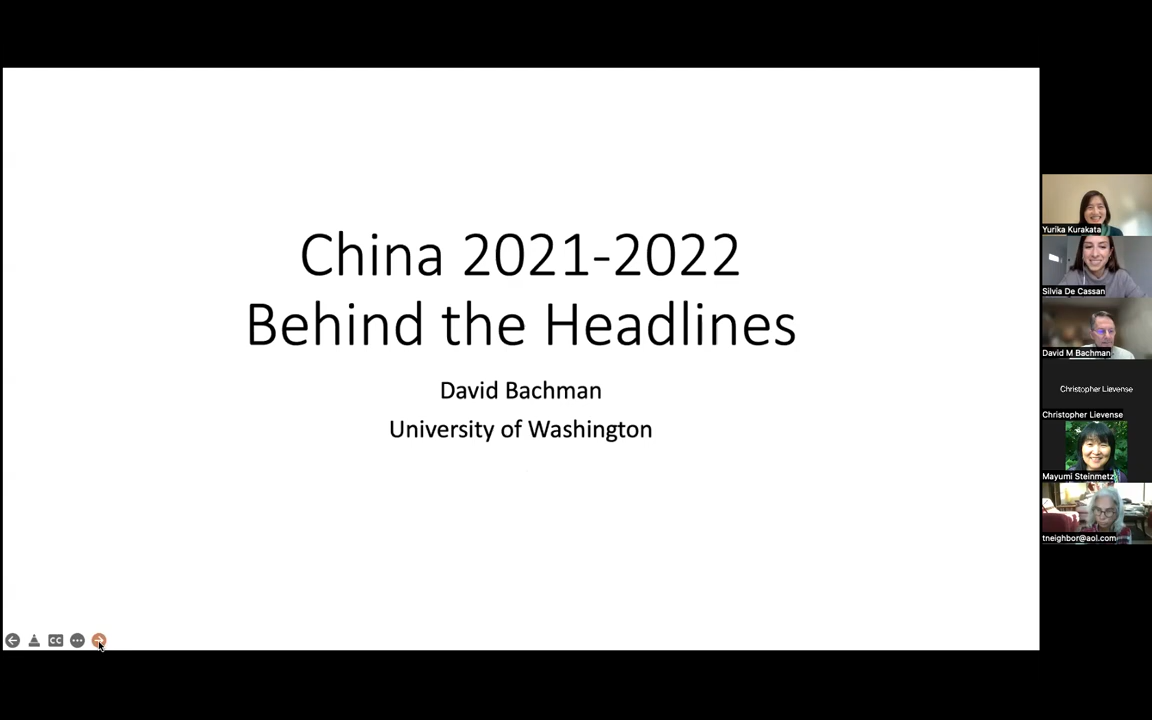 China 2021-2022
Behind the Headlines
David Bachman
University of Washington
Yurika Kurakata
Silvia De Cassan
David M Bachman
Christopher Lievense
Christopher Lievense
Mayumi Steinmetz
tneighbor@aol.com
CC